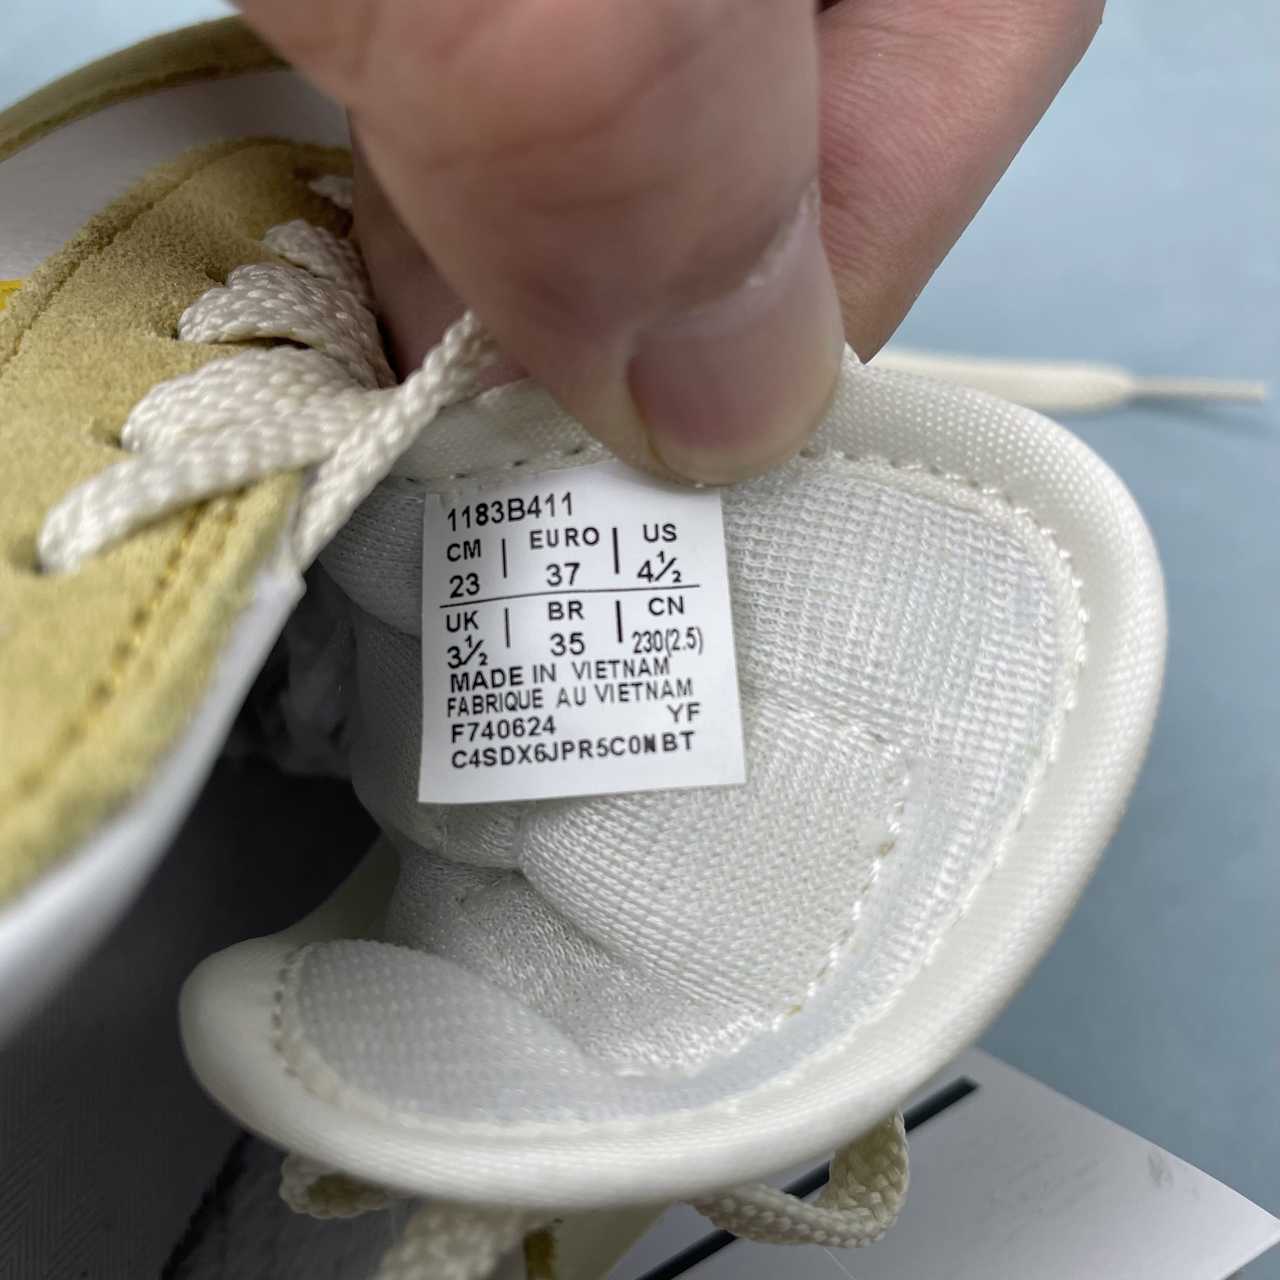 1183B411
CM | EURO | US
23 | 37 | 4½
UK | BR | CN
3½ | 35 | 230(2.5)
MADE IN VIETNAM
FABRIQUE AU VIETNAM
F740624 YF
C4SDX6JPR5C0NBT